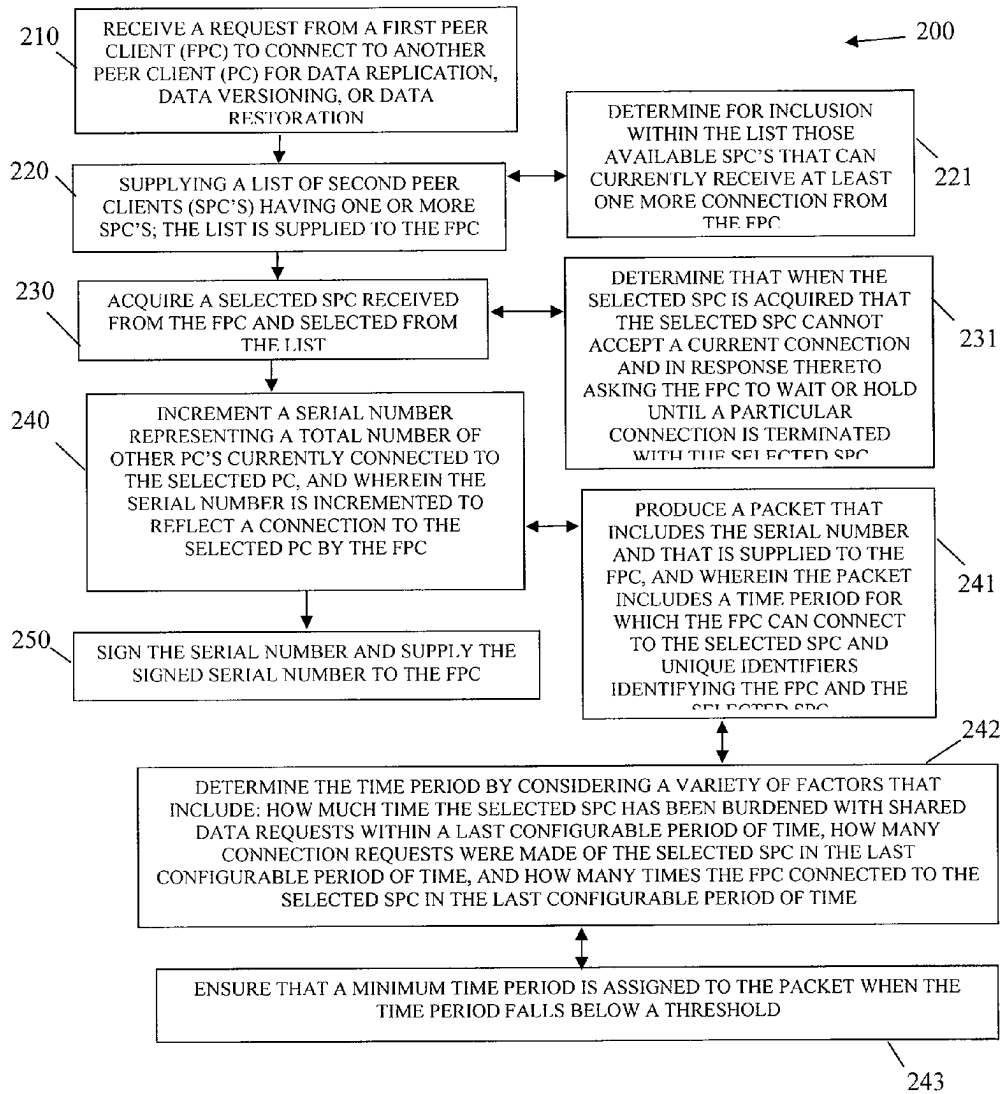 200
210
RECEIVE A REQUEST FROM A FIRST PEER
CLIENT (FPC) TO CONNECT TO ANOTHER
PEER CLIENT (PC) FOR DATA REPLICATION,
DATA VERSIONING, OR DATA
RESTORATION
220
SUPPLYING A LIST OF SECOND PEER
CLIENTS (SPC'S) HAVING ONE OR MORE
SPC'S; THE LIST IS SUPPLIED TO THE FPC
DETERMINE FOR INCLUSION
WITHIN THE LIST THOSE
AVAILABLE SPC'S THAT CAN
CURRENTLY RECEIVE AT LEAST
ONE MORE CONNECTION FROM
THE FPC
221
230
ACQUIRE A SELECTED SPC RECEIVED
FROM THE FPC AND SELECTED FROM
THE LIST
DETERMINE THAT WHEN THE
SELECTED SPC IS ACQUIRED THAT
THE SELECTED SPC CANNOT
ACCEPT A CURRENT CONNECTION
AND IN RESPONSE THERETO
ASKING THE FPC TO WAIT OR HOLD
UNTIL A PARTICULAR
CONNECTION IS TERMINATED
WITH THE SELECTED SPC
231
240
INCREMENT A SERIAL NUMBER
REPRESENTING A TOTAL NUMBER OF
OTHER PC'S CURRENTLY CONNECTED TO
THE SELECTED PC, AND WHEREIN THE
SERIAL NUMBER IS INCREMENTED TO
REFLECT A CONNECTION TO THE
SELECTED PC BY THE FPC
PRODUCE A PACKET THAT
INCLUDES THE SERIAL NUMBER
AND THAT IS SUPPLIED TO THE
FPC, AND WHEREIN THE PACKET
INCLUDES A TIME PERIOD FOR
WHICH THE FPC CAN CONNECT
TO THE SELECTED SPC AND
UNIQUE IDENTIFIERS
IDENTIFYING THE FPC AND THE
SELECTED SPC
241
250
SIGN THE SERIAL NUMBER AND SUPPLY THE
SIGNED SERIAL NUMBER TO THE FPC
242
DETERMINE THE TIME PERIOD BY CONSIDERING A VARIETY OF FACTORS THAT
INCLUDE: HOW MUCH TIME THE SELECTED SPC HAS BEEN BURDENED WITH SHARED
DATA REQUESTS WITHIN A LAST CONFIGURABLE PERIOD OF TIME, HOW MANY
CONNECTION REQUESTS WERE MADE OF THE SELECTED SPC IN THE LAST
CONFIGURABLE PERIOD OF TIME, AND HOW MANY TIMES THE FPC CONNECTED TO THE
SELECTED SPC IN THE LAST CONFIGURABLE PERIOD OF TIME
ENSURE THAT A MINIMUM TIME PERIOD IS ASSIGNED TO THE PACKET WHEN THE
TIME PERIOD FALLS BELOW A THRESHOLD
243